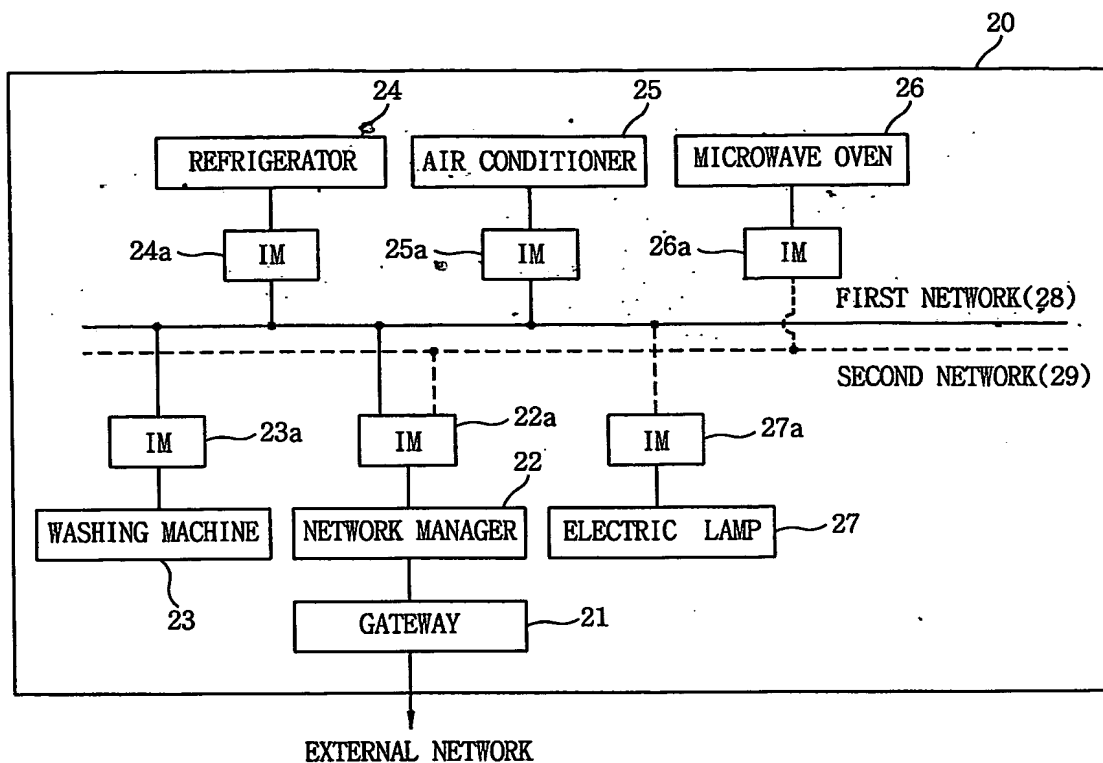 20
24
25
26
REFRIGERATOR
AIR CONDITIONER
MICROWAVE OVEN
24a
IM
25a
IM
26a
IM
FIRST NETWORK(28)
SECOND NETWORK(29)
IM
23a
IM
22a
IM
27a
22
WASHING MACHINE
NETWORK MANAGER
ELECTRIC LAMP
27
23
GATEWAY
21
EXTERNAL NETWORK